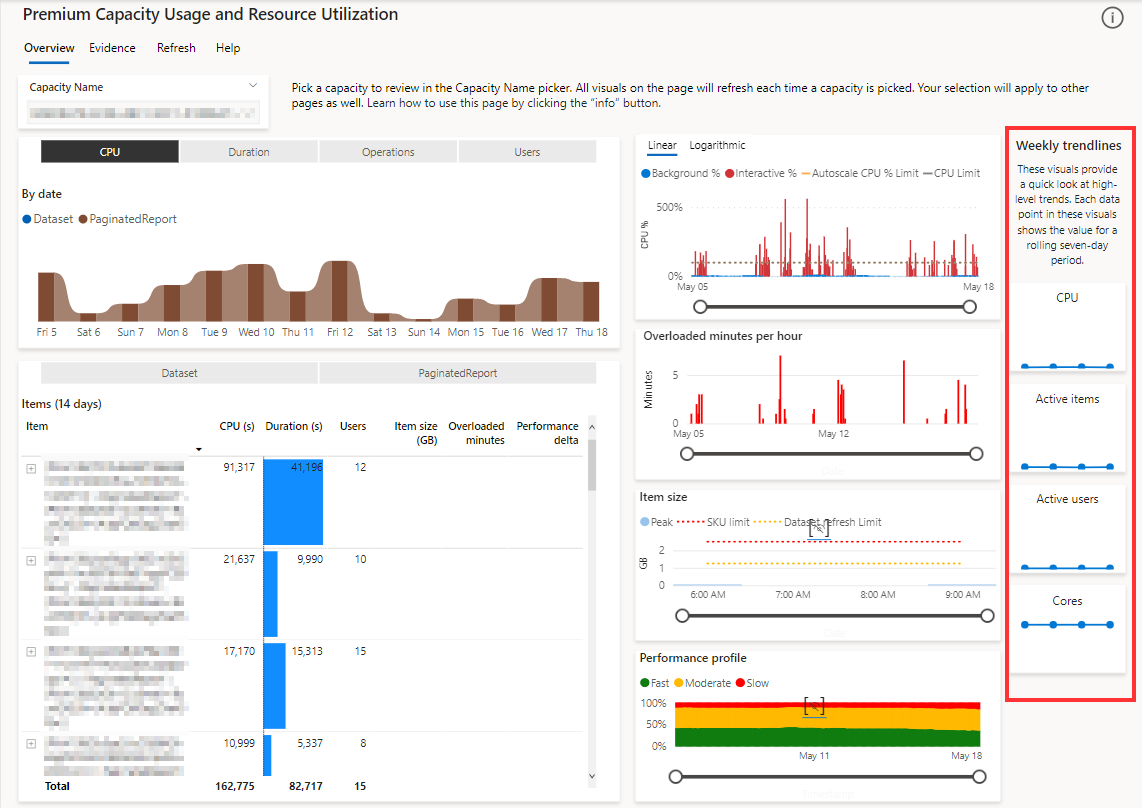 Premium Capacity Usage and Resource Utilization
Overview Evidence Refresh Help
Capacity Name
Pick a capacity to review in the Capacity Name picker. All visuals on the page will refresh each time a capacity is picked. Your selection will apply to other
pages as well. Learn how to use this page by clicking the "info" button.
CPU Duration Operations Users
By date
Dataset PaginatedReport
Fri 5 Sat 6 Sun 7 Mon 8 Tue 9 Wed 10 Thu 11 Fri 12 Sat 13 Sun 14 Mon 15 Tue 16 Wed 17 Thu 18
Dataset PaginatedReport
Items (14 days)
Item CPU (s) Duration (s) Users Item size (GB) Overloaded minutes Performance delta
91,317 41,196 12
21,637 9,990 10
17,170 15,313 15
10,999 5,337 8
Total 162,775 82,717 15
Linear Logarithmic
Background % Interactive % Autoscale CPU % Limit CPU Limit
CPU %
500%
0%
May 05 May 18
Overloaded minutes per hour
Minutes
5
0
May 05 May 12
Item size
Peak SKU limit Dataset refresh Limit
GB
2
1
0
6:00 AM 7:00 AM 8:00 AM 9:00 AM
Performance profile
Fast Moderate Slow
100%
50%
0%
May 11 May 18
Weekly trendlines
These visuals provide
a quick look at high-
level trends. Each data
point in these visuals
shows the value for a
rolling seven-day
period.
CPU
Active items
Active users
Cores